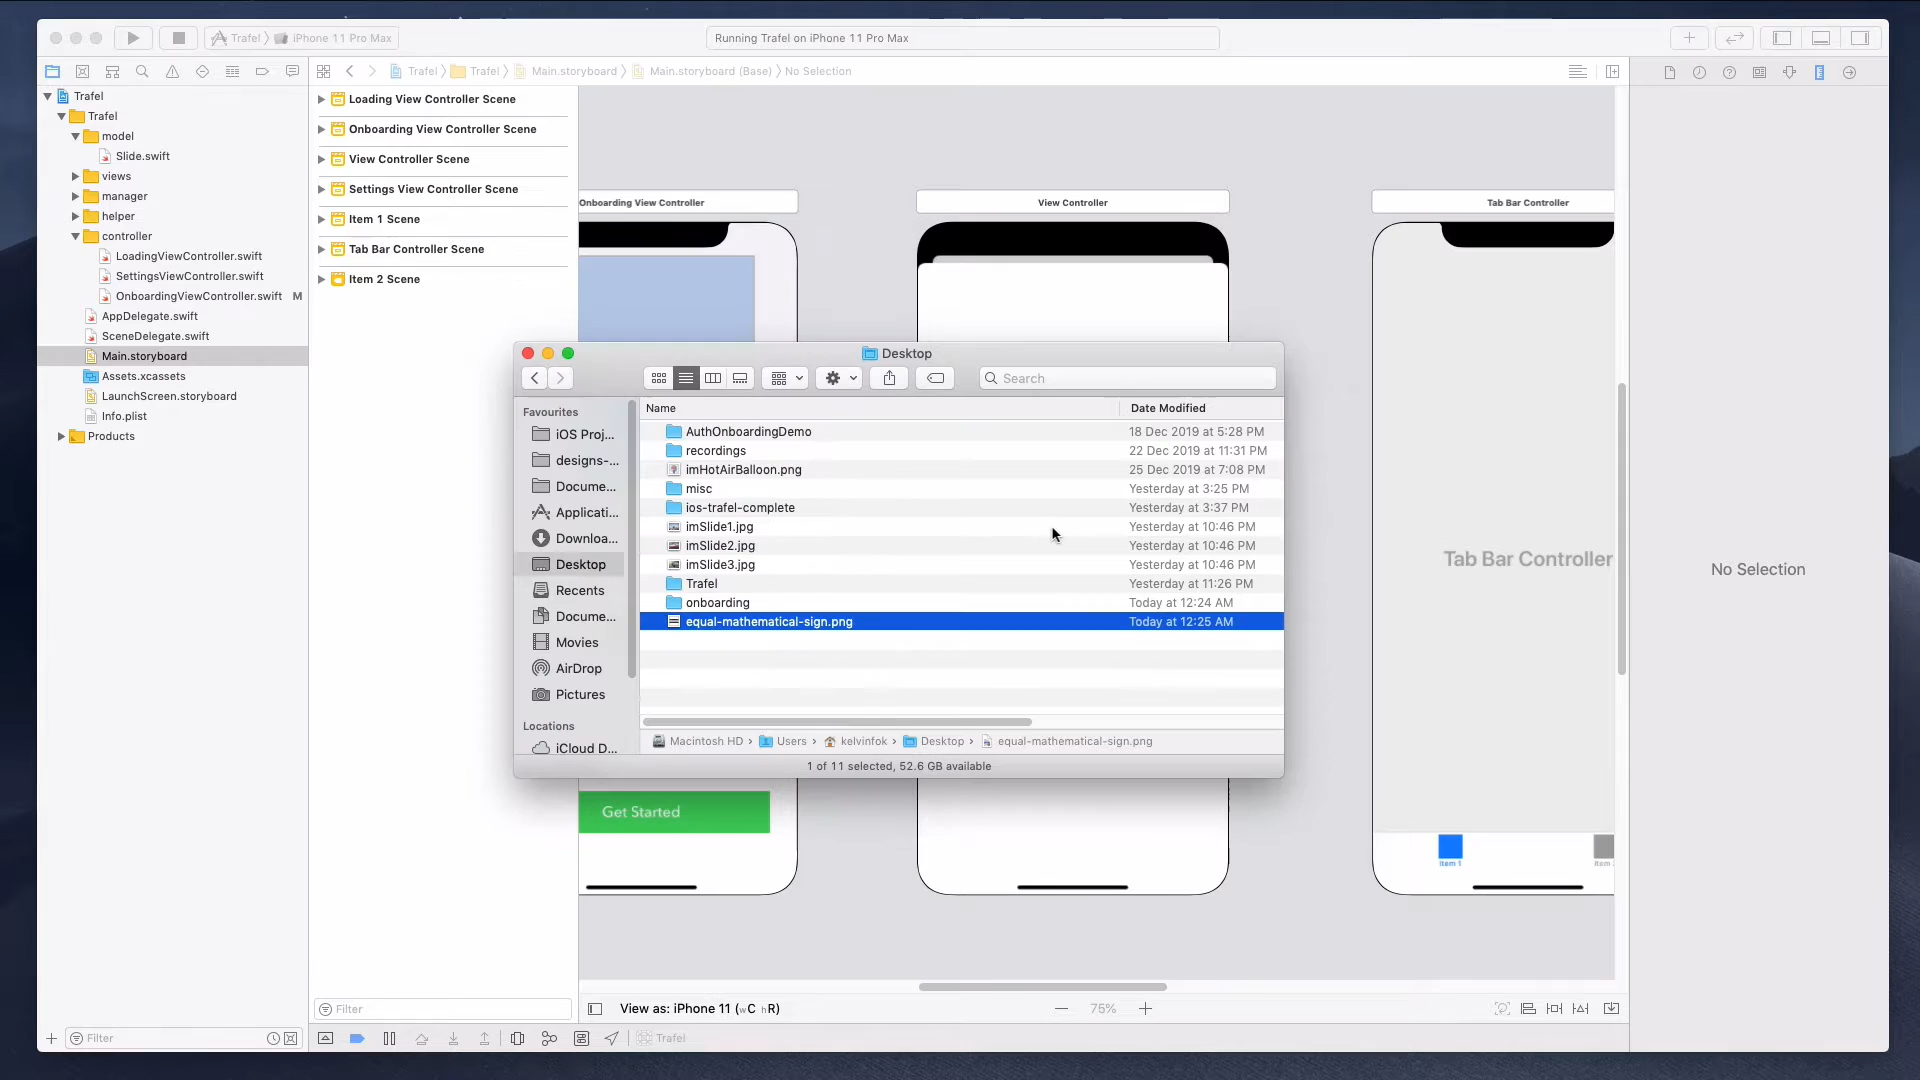 Trafel
iPhone 11 Pro Max
Running Trafel on iPhone 11 Pro Max
Trafel
Trafel
Main.storyboard
Main.storyboard (Base)
No Selection
Trafel
Trafel
model
Slide.swift
views
manager
helper
controller
LoadingViewController.swift
SettingsViewController.swift
OnboardingViewController.swift M
AppDelegate.swift
SceneDelegate.swift
Main.storyboard
Assets.xcassets
LaunchScreen.storyboard
Info.plist
Products
Filter
Loading View Controller Scene
Onboarding View Controller Scene
View Controller Scene
Settings View Controller Scene
Item 1 Scene
Tab Bar Controller Scene
Item 2 Scene
Filter
Onboarding View Controller
View Controller
Tab Bar Controller
Desktop
Search
Favourites
iOS Proj...
designs-...
Docume...
Applicati...
Downloa...
Desktop
Recents
Docume...
Movies
AirDrop
Pictures
Locations
iCloud D...
Name Date Modified
AuthOnboardingDemo 18 Dec 2019 at 5:28 PM
recordings 22 Dec 2019 at 11:31 PM
imHotAirBalloon.png 25 Dec 2019 at 7:08 PM
misc Yesterday at 3:25 PM
ios-trafel-complete Yesterday at 3:37 PM
imSlide1.jpg Yesterday at 10:46 PM
imSlide2.jpg Yesterday at 10:46 PM
imSlide3.jpg Yesterday at 10:46 PM
Trafel Yesterday at 11:26 PM
onboarding Today at 12:24 AM
equal-mathematical-sign.png Today at 12:25 AM
Macintosh HD › Users › kelvinfok › Desktop › equal-mathematical-sign.png
1 of 11 selected, 52.6 GB available
Get Started
Tab Bar Controller
Item 1
Item
No Selection
View as: iPhone 11 (wC hR)
75%
Trafel